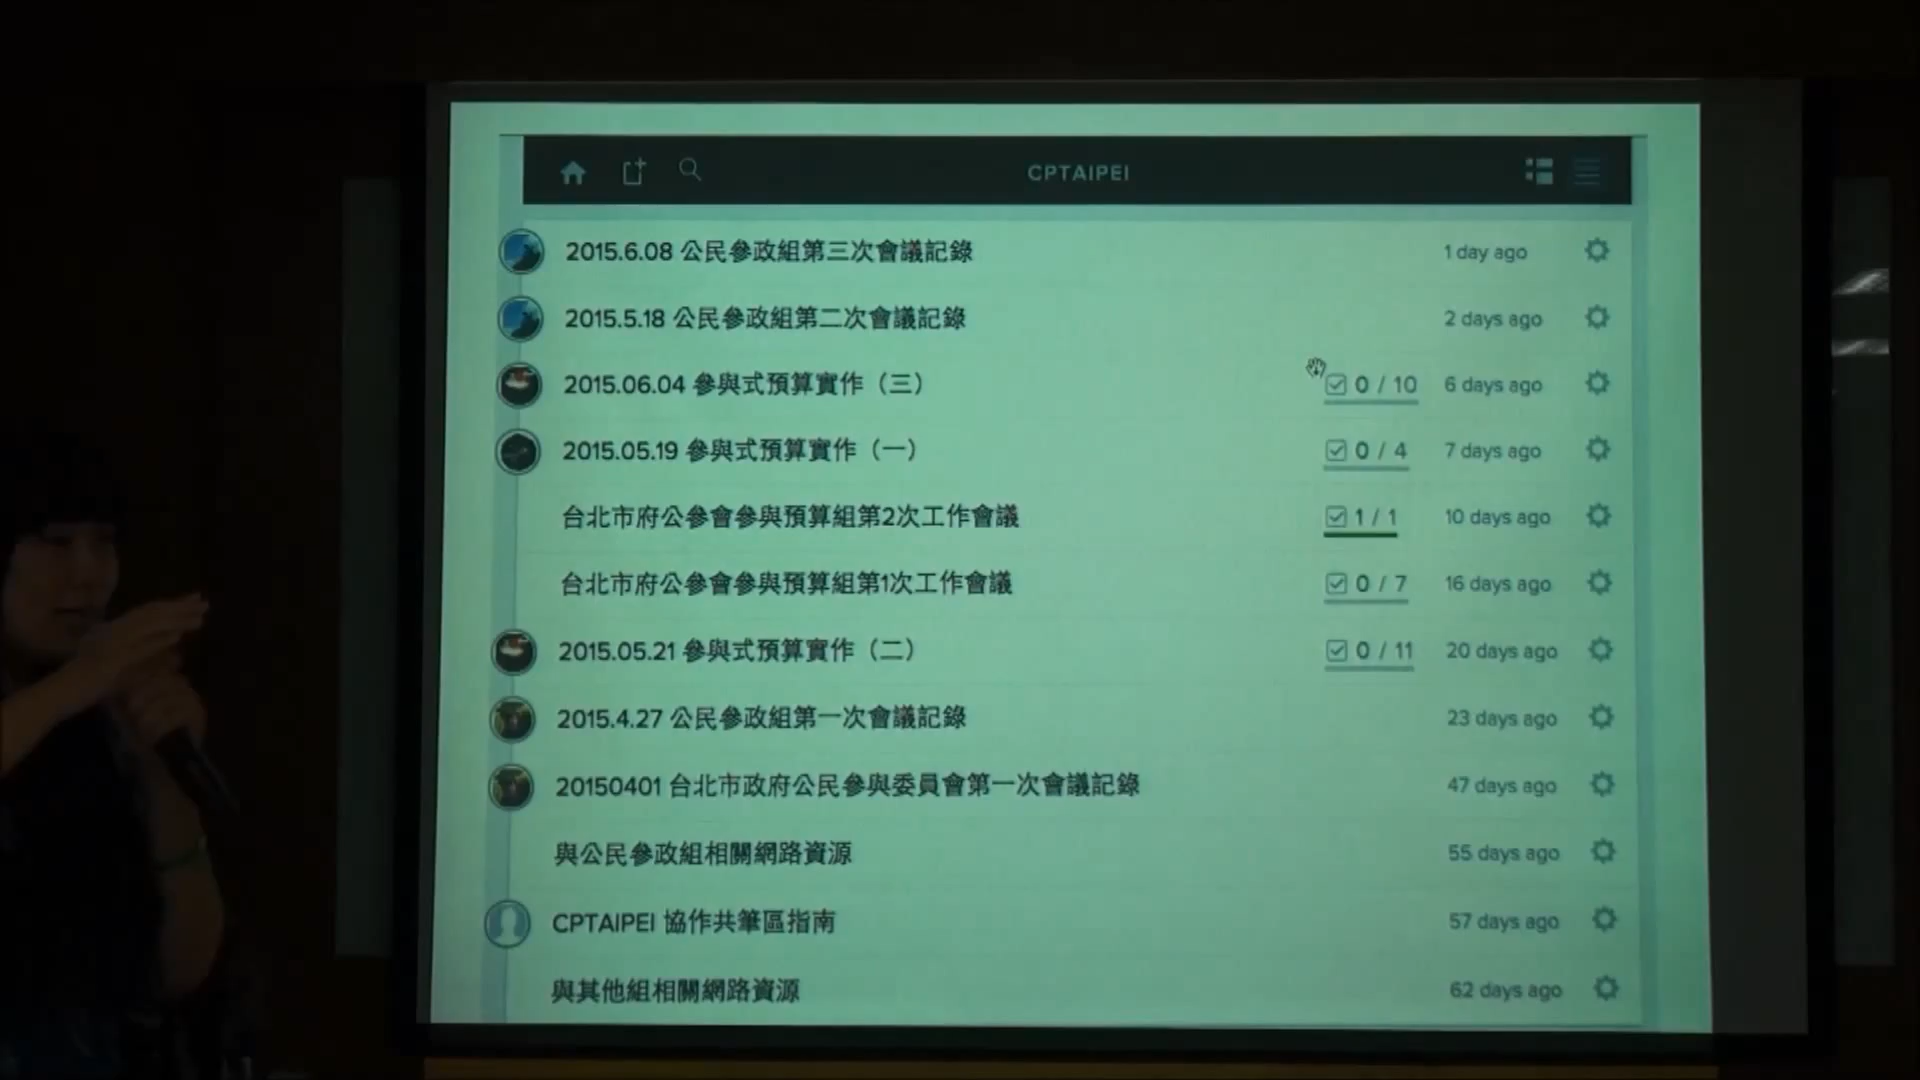 CPTAIPEI
2015.6.08 公民參政組第三次會議記錄 1 day ago
2015.5.18 公民參政組第二次會議記錄 2 days ago
2015.06.04 參與式預算實作（三） 0 / 10 6 days ago
2015.05.19 參與式預算實作（一） 0 / 4 7 days ago
台北市府公參會參與預算組第2次工作會議 1 / 1 10 days ago
台北市府公參會參與預算組第1次工作會議 0 / 7 16 days ago
2015.05.21 參與式預算實作（二） 0 / 11 20 days ago
2015.4.27 公民參政組第一次會議記錄 23 days ago
20150401 台北市政府公民參與委員會第一次會議記錄 47 days ago
與公民參政組相關網路資源 55 days ago
CPTAIPEI 協作共筆區指南 57 days ago
與其他組相關網路資源 62 days ago